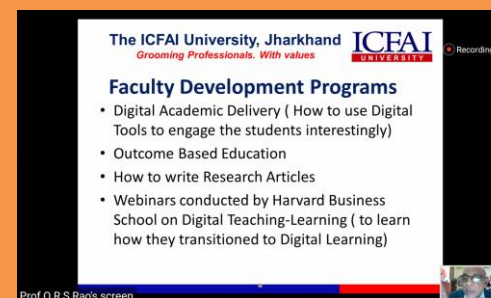 The ICFAI University, Jharkhand
Grooming Professionals. With values
ICFAI
UNIVERSITY
Recording
Faculty Development Programs
• Digital Academic Delivery ( How to use Digital
Tools to engage the students interestingly)
• Outcome Based Education
• How to write Research Articles
• Webinars conducted by Harvard Business
School on Digital Teaching-Learning ( to learn
how they transitioned to Digital Learning)
Prof O R S Rao's screen